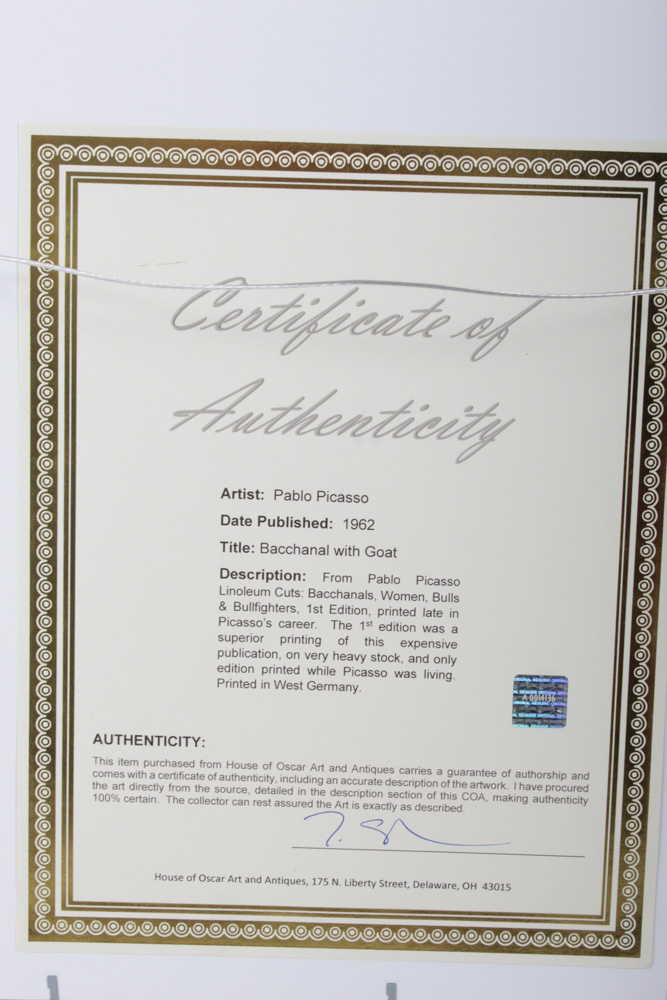 Certificate of
Authenticity
Artist: Pablo Picasso
Date Published: 1962
Title: Bacchanal with Goat
Description: From Pablo Picasso
Linoleum Cuts: Bacchanals, Women, Bulls
& Bullfighters, 1st Edition, printed late in
Picasso's career. The 1st edition was a
superior printing of this expensive
publication, on very heavy stock, and only
edition printed while Picasso was living.
Printed in West Germany.
A 0014136
AUTHENTICITY:
This item purchased from House of Oscar Art and Antiques carries a guarantee of authorship and
comes with a certificate of authenticity, including an accurate description of the artwork. I have procured
the art directly from the source, detailed in the description section of this COA, making authenticity
100% certain. The collector can rest assured the Art is exactly as described.
House of Oscar Art and Antiques, 175 N. Liberty Street, Delaware, OH 43015